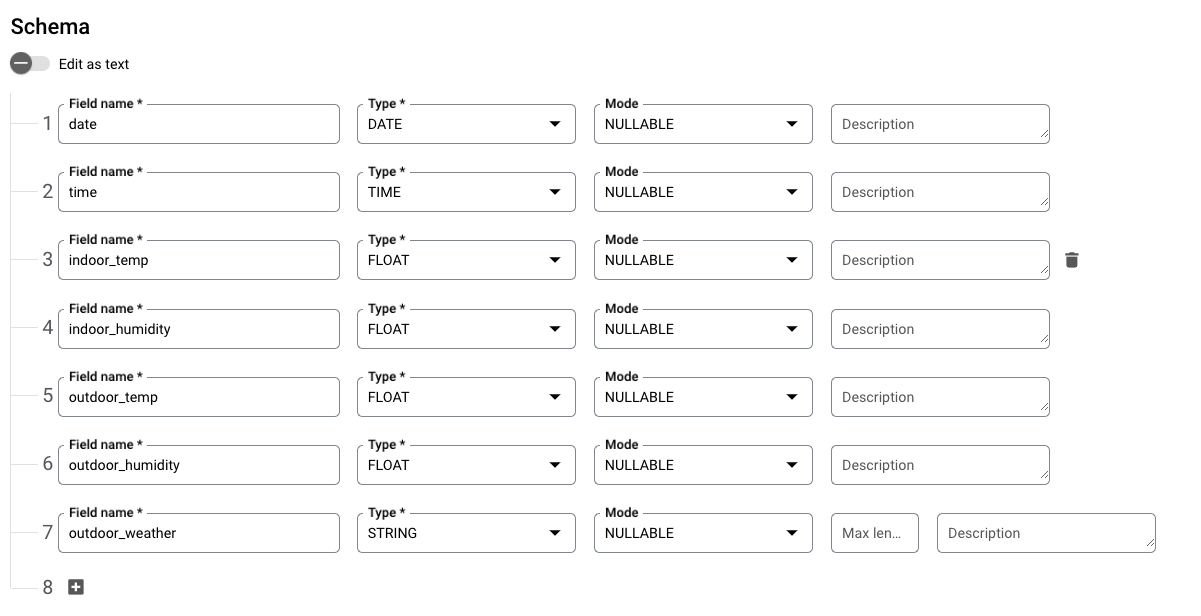 Schema
Edit as text
Field name * Type * Mode
1 date DATE NULLABLE Description
Field name * Type * Mode
2 time TIME NULLABLE Description
Field name * Type * Mode
3 indoor_temp FLOAT NULLABLE Description
Field name * Type * Mode
4 indoor_humidity FLOAT NULLABLE Description
Field name * Type * Mode
5 outdoor_temp FLOAT NULLABLE Description
Field name * Type * Mode
6 outdoor_humidity FLOAT NULLABLE Description
Field name * Type * Mode
7 outdoor_weather STRING NULLABLE Max len... Description
8